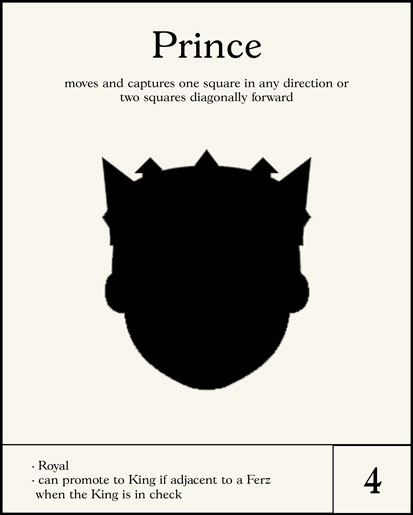 Prince
moves and captures one square in any direction or
two squares diagonally forward
· Royal
· can promote to King if adjacent to a Ferz
when the King is in check
4